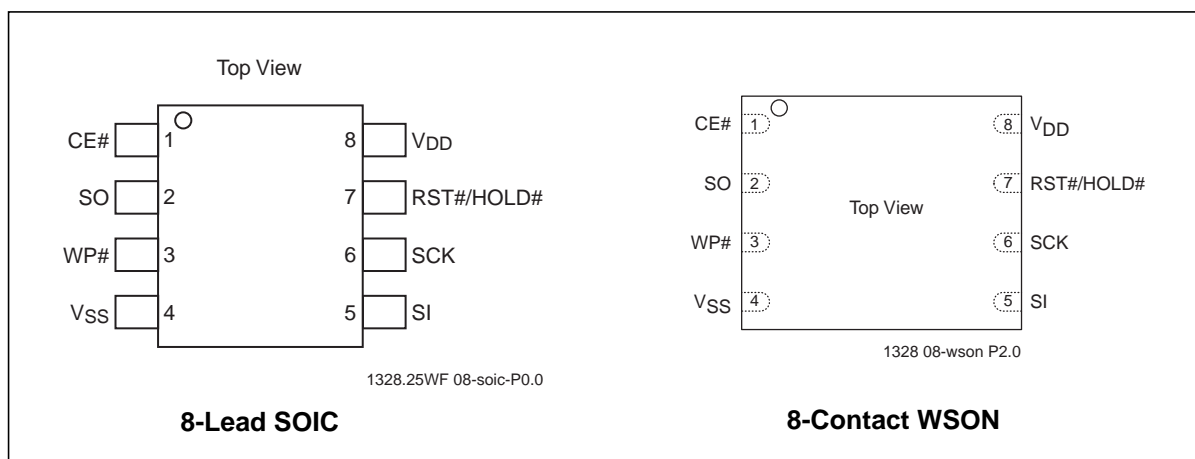 Top View
CE# 1 8 VDD
SO 2 7 RST#/HOLD#
WP# 3 6 SCK
VSS 4 5 SI
1328.25WF 08-soic-P0.0
8-Lead SOIC
CE# 1 8 VDD
SO 2 7 RST#/HOLD#
Top View
WP# 3 6 SCK
VSS 4 5 SI
1328 08-wson P2.0
8-Contact WSON